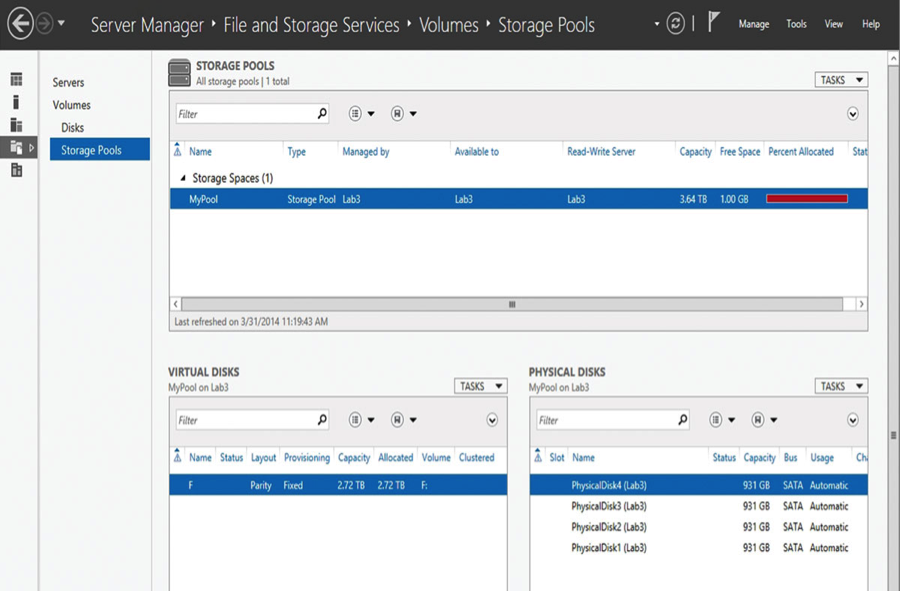 Server Manager ‣ File and Storage Services ‣ Volumes ‣ Storage Pools
Manage Tools View Help
Servers
Volumes
Disks
Storage Pools
STORAGE POOLS
All storage pools | 1 total
TASKS
Filter
Name Type Managed by Available to Read-Write Server Capacity Free Space Percent Allocated Stat
Storage Spaces (1)
MyPool Storage Pool Lab3 Lab3 Lab3 3.64 TB 1.00 GB
Last refreshed on 3/31/2014 11:19:43 AM
VIRTUAL DISKS
MyPool on Lab3
TASKS
Filter
Name Status Layout Provisioning Capacity Allocated Volume Clustered
F Parity Fixed 2.72 TB 2.72 TB F:
PHYSICAL DISKS
MyPool on Lab3
TASKS
Filter
Slot Name Status Capacity Bus Usage Ch
PhysicalDisk4 (Lab3) 931 GB SATA Automatic
PhysicalDisk3 (Lab3) 931 GB SATA Automatic
PhysicalDisk2 (Lab3) 931 GB SATA Automatic
PhysicalDisk1 (Lab3) 931 GB SATA Automatic